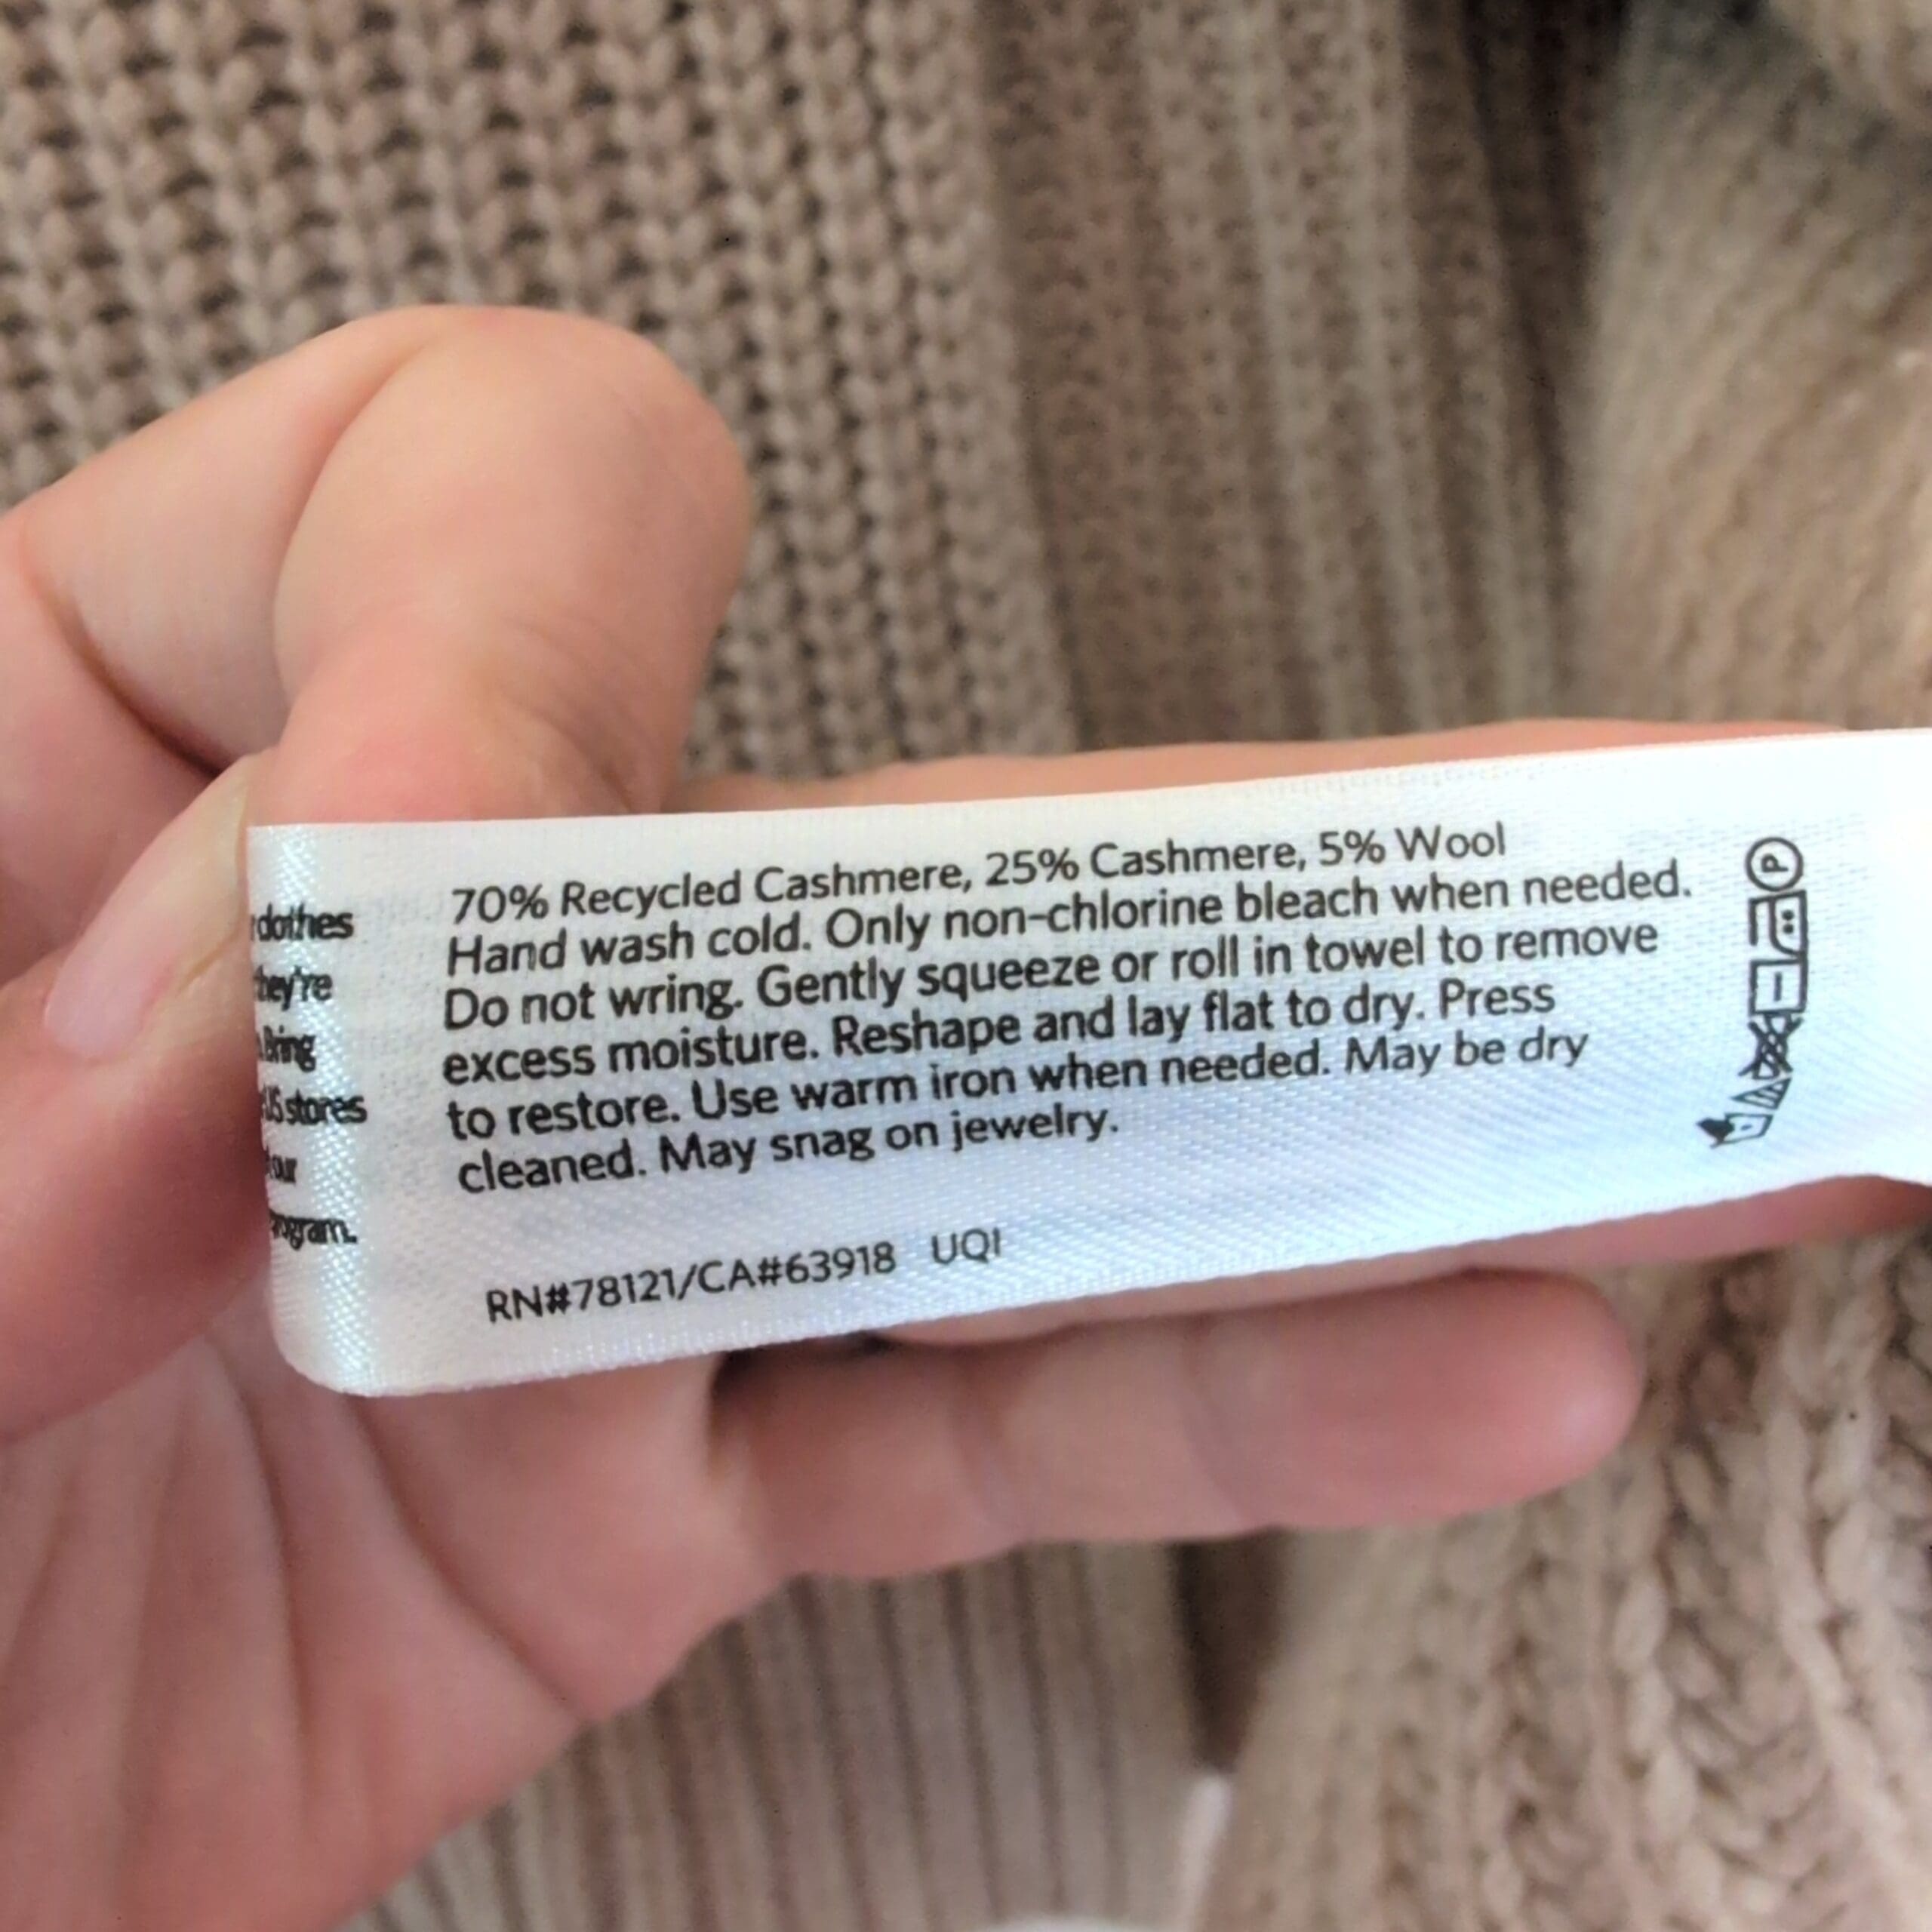 clothes
they're
Bring
US stores
our
program.
70% Recycled Cashmere, 25% Cashmere, 5% Wool
Hand wash cold. Only non-chlorine bleach when needed.
Do not wring. Gently squeeze or roll in towel to remove
excess moisture. Reshape and lay flat to dry. Press
to restore. Use warm iron when needed. May be dry
cleaned. May snag on jewelry.
RN#78121/CA#63918 UQI
P